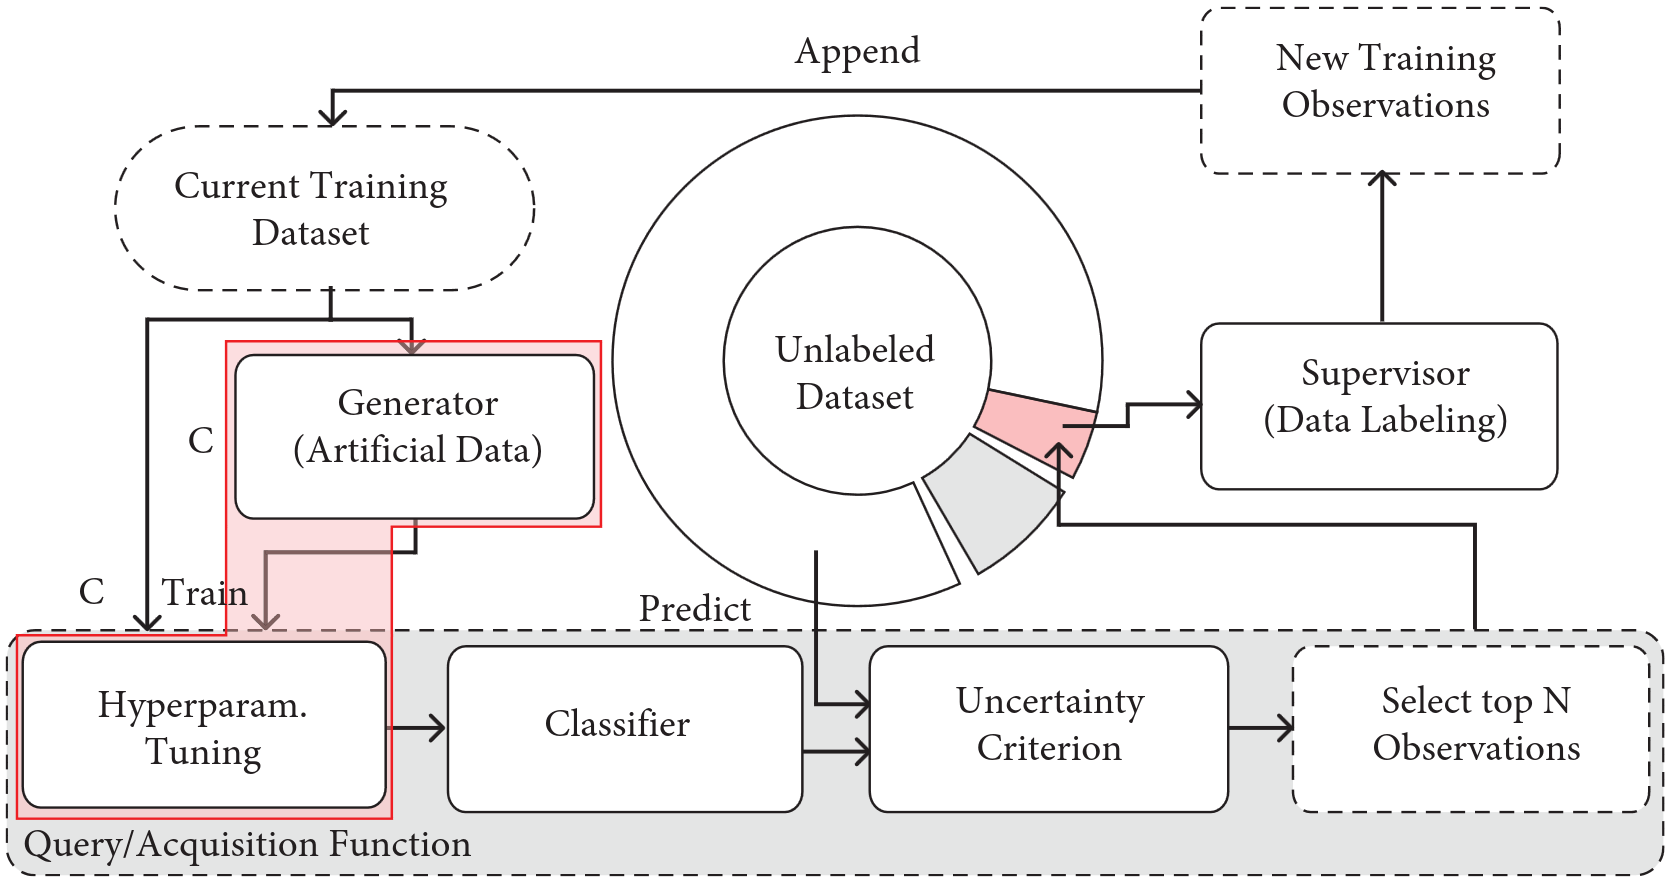 Append
New Training
Observations
Current Training
Dataset
Unlabeled
Dataset
Supervisor
(Data Labeling)
Generator
(Artificial Data)
C
C
Train
Predict
Hyperparam.
Tuning
Classifier
Uncertainty
Criterion
Select top N
Observations
Query/Acquisition Function